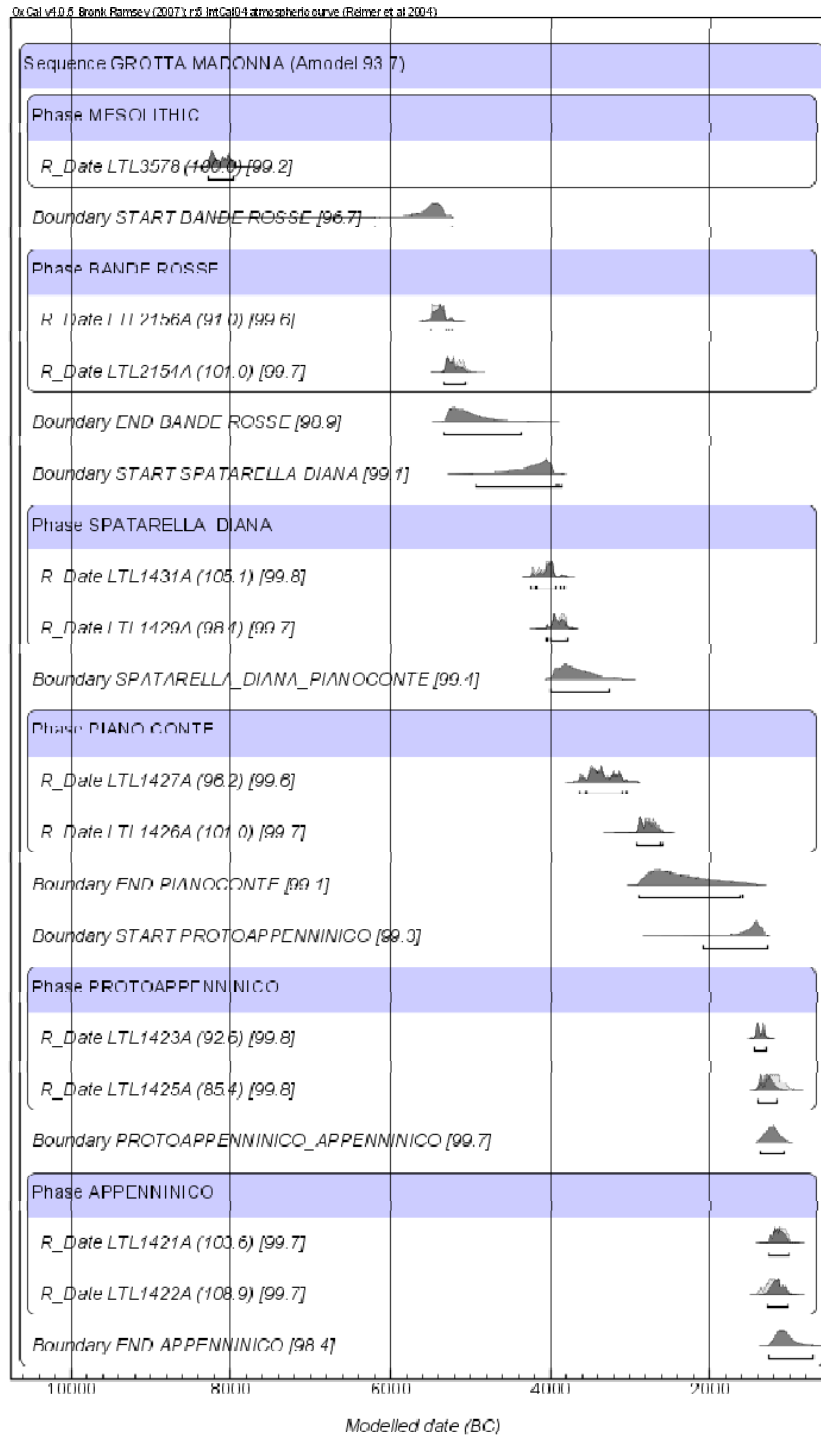 OxCal v4.0.5 Bronk Ramsey (2007); r:5 IntCal04 atmospheric curve (Reimer et al 2004)
Sequence GROTTA MADONNA (Amodel 93.7)
Phase MESOLITHIC
R_Date LTL3578 (100.0) [99.2]
Boundary START BANDE ROSSE [96.7]
Phase BANDE ROSSE
R_Date LTL2156A (91.0) [99.6]
R_Date LTL2154A (101.0) [99.7]
Boundary END BANDE ROSSE [98.9]
Boundary START SPATARELLA DIANA [99.1]
Phase SPATARELLA DIANA
R_Date LTL1431A (105.1) [99.8]
R_Date LTL1429A (98.4) [99.7]
Boundary SPATARELLA_DIANA_PIANOCONTE [99.4]
Phase PIANO CONTE
R_Date LTL1427A (96.2) [99.6]
R_Date LTL1426A (101.0) [99.7]
Boundary END PIANOCONTE [99.1]
Boundary START PROTOAPPENNINICO [99.3]
Phase PROTOAPPENNINICO
R_Date LTL1423A (92.6) [99.8]
R_Date LTL1425A (85.4) [99.8]
Boundary PROTOAPPENNINICO_APPENNINICO [99.7]
Phase APPENNINICO
R_Date LTL1421A (103.6) [99.7]
R_Date LTL1422A (108.9) [99.7]
Boundary END APPENNINICO [98.4]
10000 8000 6000 4000 2000
Modelled date (BC)